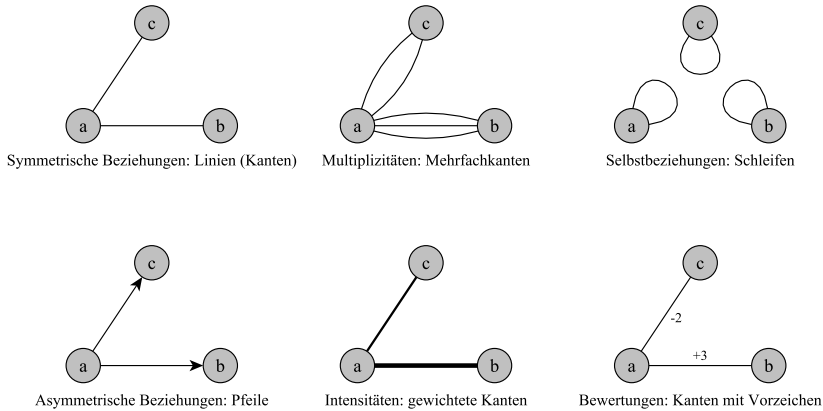 c
a
b
Symmetrische Beziehungen: Linien (Kanten)
c
a
b
Multiplizitäten: Mehrfachkanten
c
a
b
Selbstbeziehungen: Schleifen
c
a
b
Asymmetrische Beziehungen: Pfeile
c
a
b
Intensitäten: gewichtete Kanten
c
-2
+3
a
b
Bewertungen: Kanten mit Vorzeichen